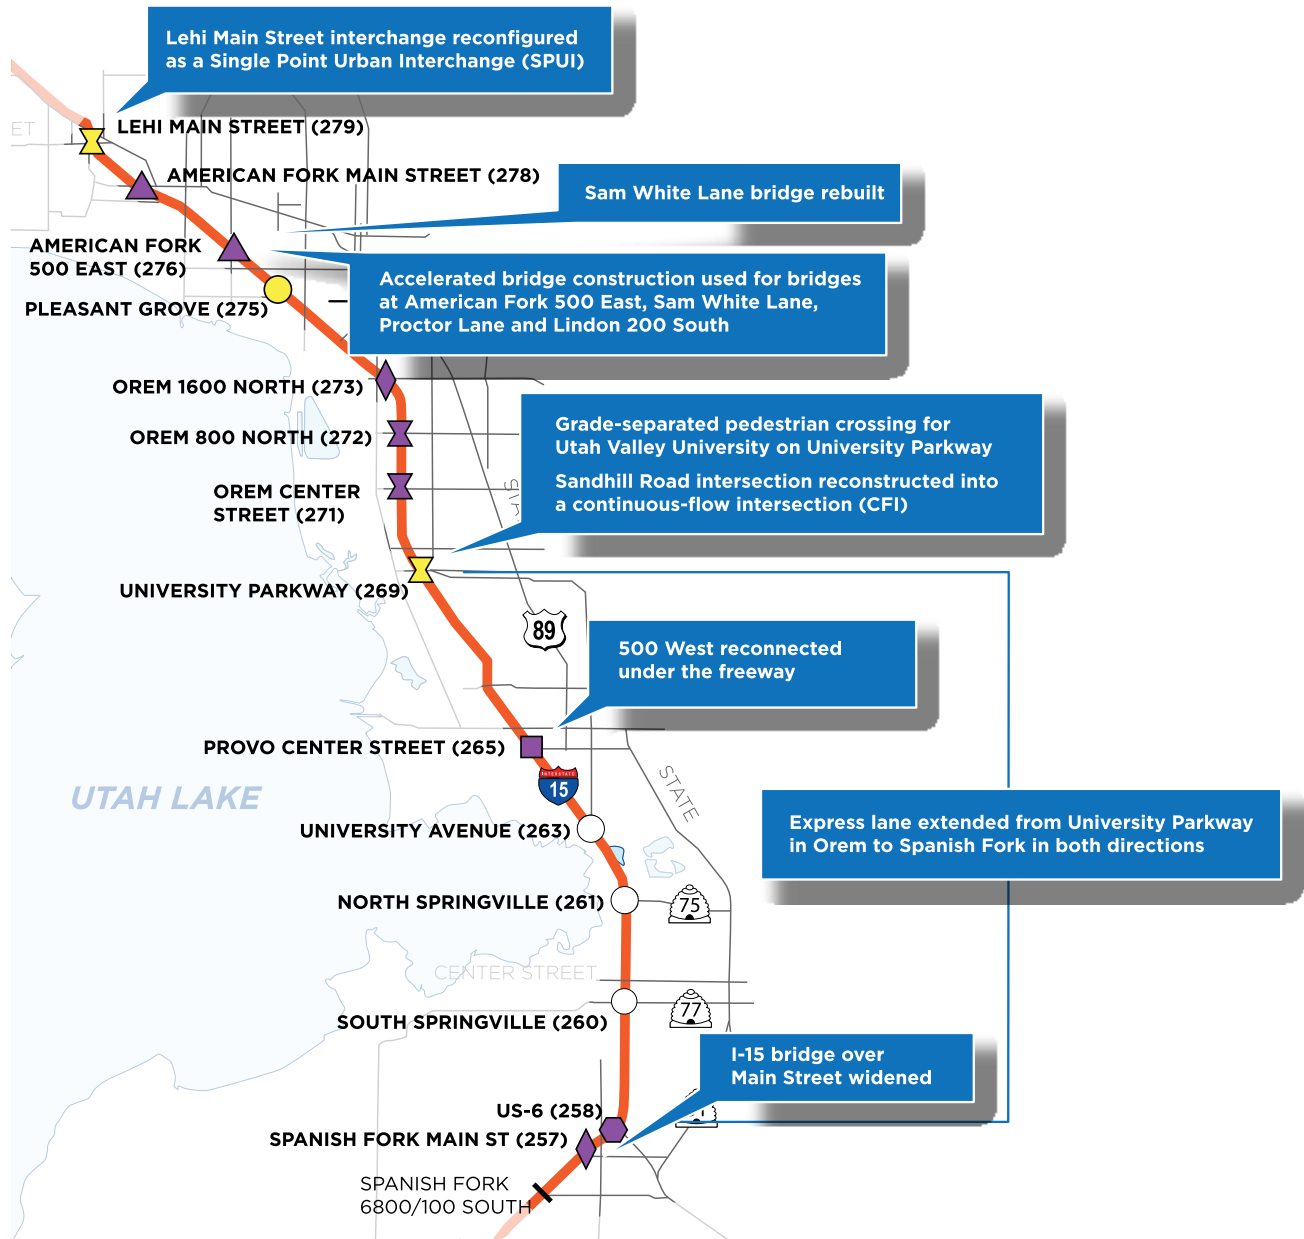 Lehi Main Street interchange reconfigured
as a Single Point Urban Interchange (SPUI)
ET
LEHI MAIN STREET (279)
AMERICAN FORK MAIN STREET (278)
Sam White Lane bridge rebuilt
AMERICAN FORK
500 EAST (276)
Accelerated bridge construction used for bridges
at American Fork 500 East, Sam White Lane,
Proctor Lane and Lindon 200 South
PLEASANT GROVE (275)
OREM 1600 NORTH (273)
Grade-separated pedestrian crossing for
Utah Valley University on University Parkway
Sandhill Road intersection reconstructed into
a continuous-flow intersection (CFI)
OREM 800 NORTH (272)
OREM CENTER
STREET (271)
UNIVERSITY PARKWAY (269)
89
500 West reconnected
under the freeway
PROVO CENTER STREET (265)
INTERSTATE
15
STATE
UTAH LAKE
Express lane extended from University Parkway
in Orem to Spanish Fork in both directions
UNIVERSITY AVENUE (263)
NORTH SPRINGVILLE (261)
75
CENTER STREET
77
SOUTH SPRINGVILLE (260)
I-15 bridge over
Main Street widened
US-6 (258)
SPANISH FORK MAIN ST (257)
SPANISH FORK
6800/100 SOUTH